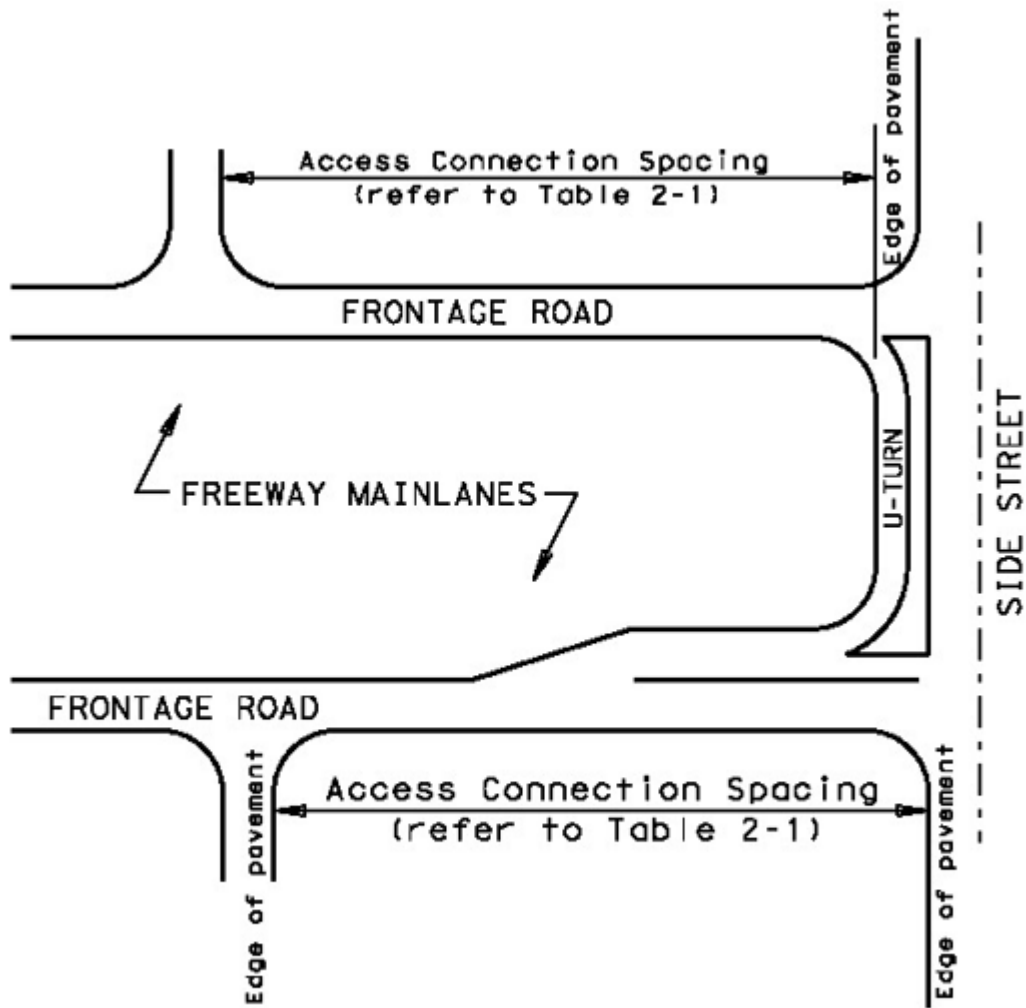 Edge of pavement
Access Connection Spacing
(refer to Table 2-1)
FRONTAGE ROAD
FREEWAY MAINLANES
U-TURN
SIDE STREET
FRONTAGE ROAD
Edge of pavement
Access Connection Spacing
(refer to Table 2-1)
Edge of pavement